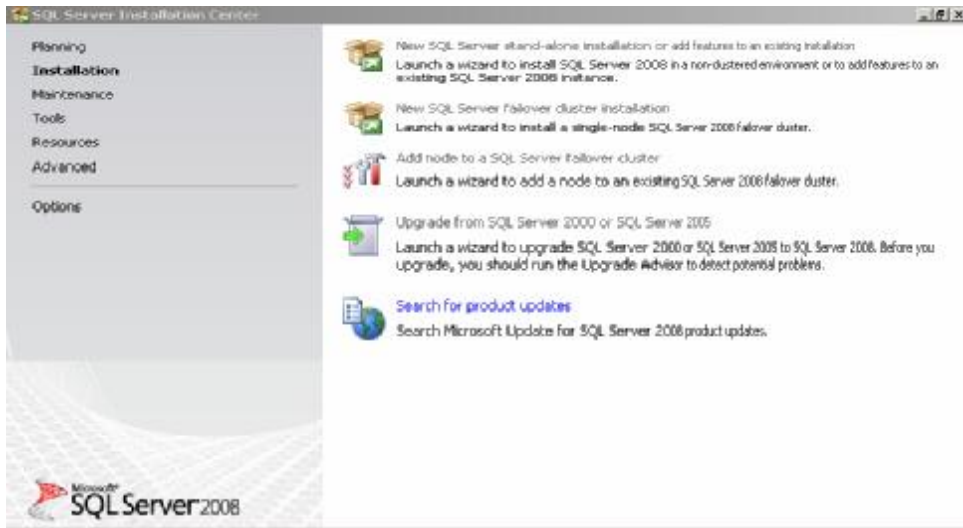 SQL Server Installation Center
Planning
Installation
Maintenance
Tools
Resources
Advanced
Options
New SQL Server stand-alone installation or add features to an existing installation
Launch a wizard to install SQL Server 2008 in a non-clustered environment or to add features to an
existing SQL Server 2008 instance.
New SQL Server failover cluster installation
Launch a wizard to install a single-node SQL Server 2008 failover cluster.
Add node to a SQL Server failover cluster
Launch a wizard to add a node to an existing SQL Server 2008 failover cluster.
Upgrade from SQL Server 2000 or SQL Server 2005
Launch a wizard to upgrade SQL Server 2000 or SQL Server 2005 to SQL Server 2008. Before you
upgrade, you should run the Upgrade Advisor to detect potential problems.
Search for product updates
Search Microsoft Update for SQL Server 2008 product updates.
Microsoft
SQL Server 2008